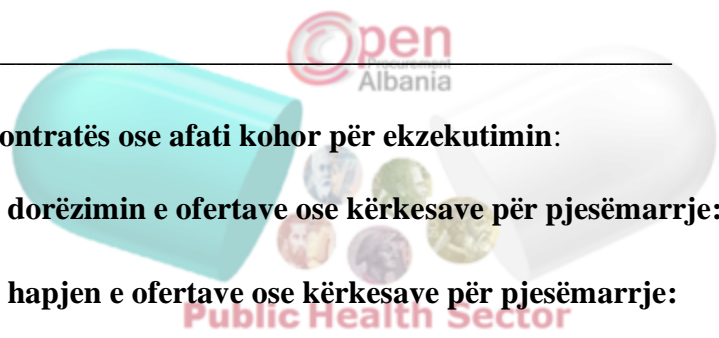 Open
Procurement
Albania
ontratës ose afati kohor për ekzekutimin:
dorëzimin e ofertave ose kërkesave për pjesëmarrje:
hapjen e ofertave ose kërkesave për pjesëmarrje:
Public Health Sector